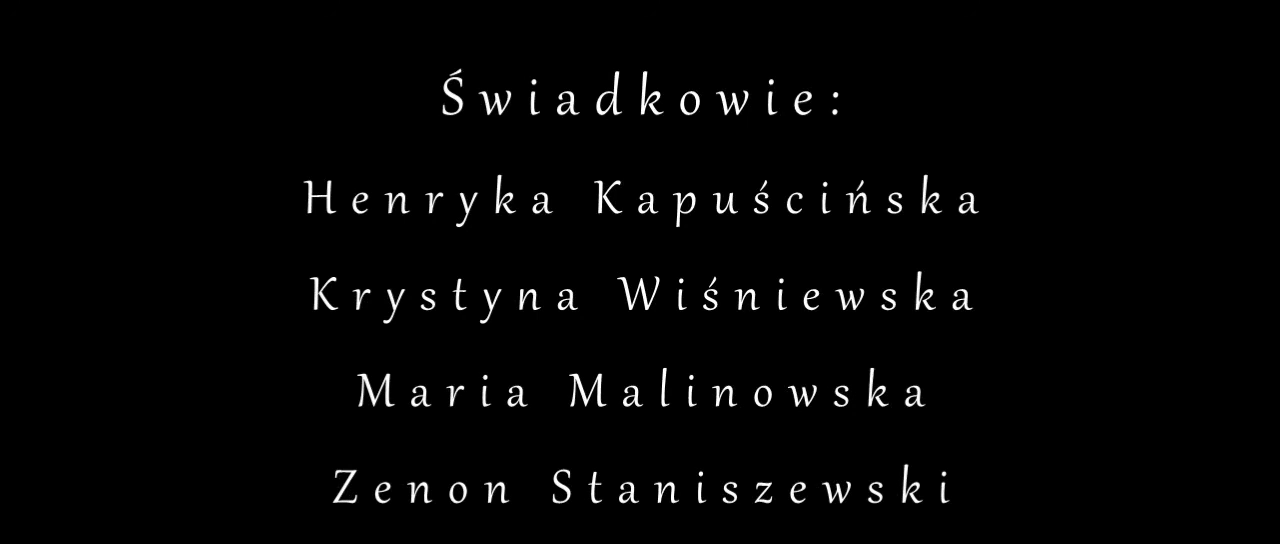 Świadkowie:
Henryka Kapuścińska
Krystyna Wiśniewska
Maria Malinowska
Zenon Staniszewski